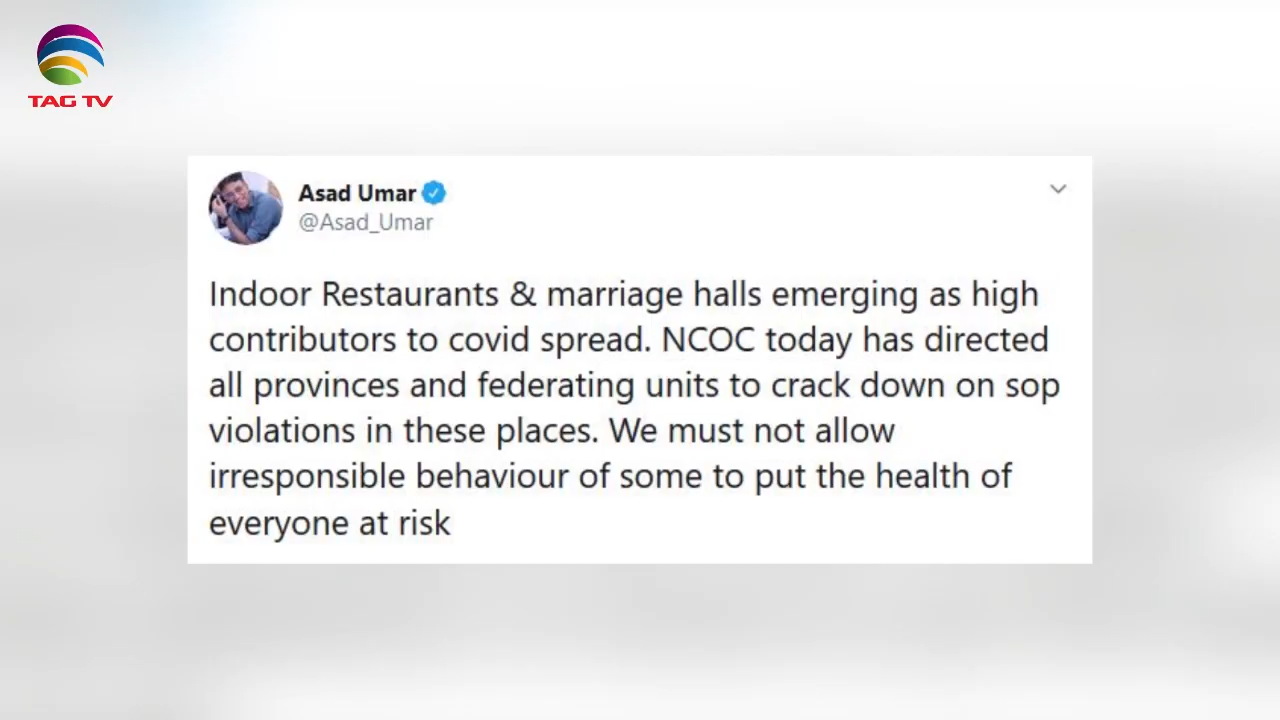 TAG TV
Asad Umar
@Asad_Umar
Indoor Restaurants & marriage halls emerging as high
contributors to covid spread. NCOC today has directed
all provinces and federating units to crack down on sop
violations in these places. We must not allow
irresponsible behaviour of some to put the health of
everyone at risk